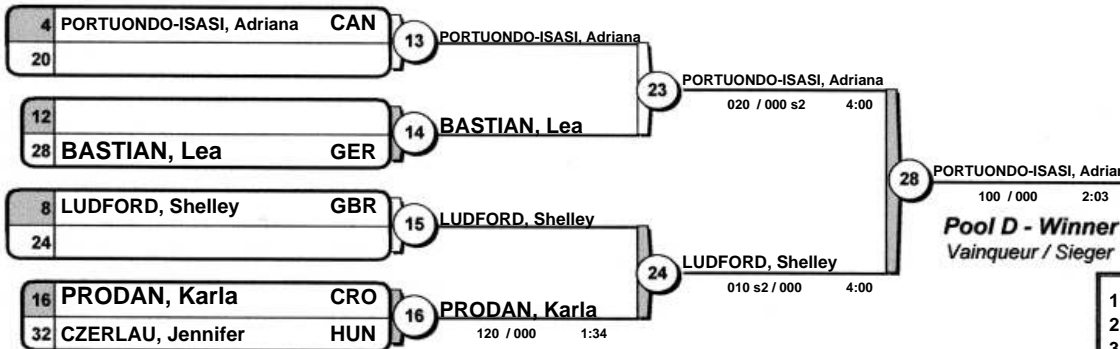 4 PORTUONDO-ISASI, Adriana CAN
20
13
PORTUONDO-ISASI, Adriana
12
28 BASTIAN, Lea GER
14
BASTIAN, Lea
23
PORTUONDO-ISASI, Adriana
020 / 000 s2 4:00
8 LUDFORD, Shelley GBR
24
15
LUDFORD, Shelley
16 PRODAN, Karla CRO
32 CZERLAU, Jennifer HUN
16
PRODAN, Karla
120 / 000 1:34
24
LUDFORD, Shelley
010 s2 / 000 4:00
28
PORTUONDO-ISASI, Adrian
100 / 000 2:03
Pool D - Winner
Vainqueur / Sieger
1
2
3